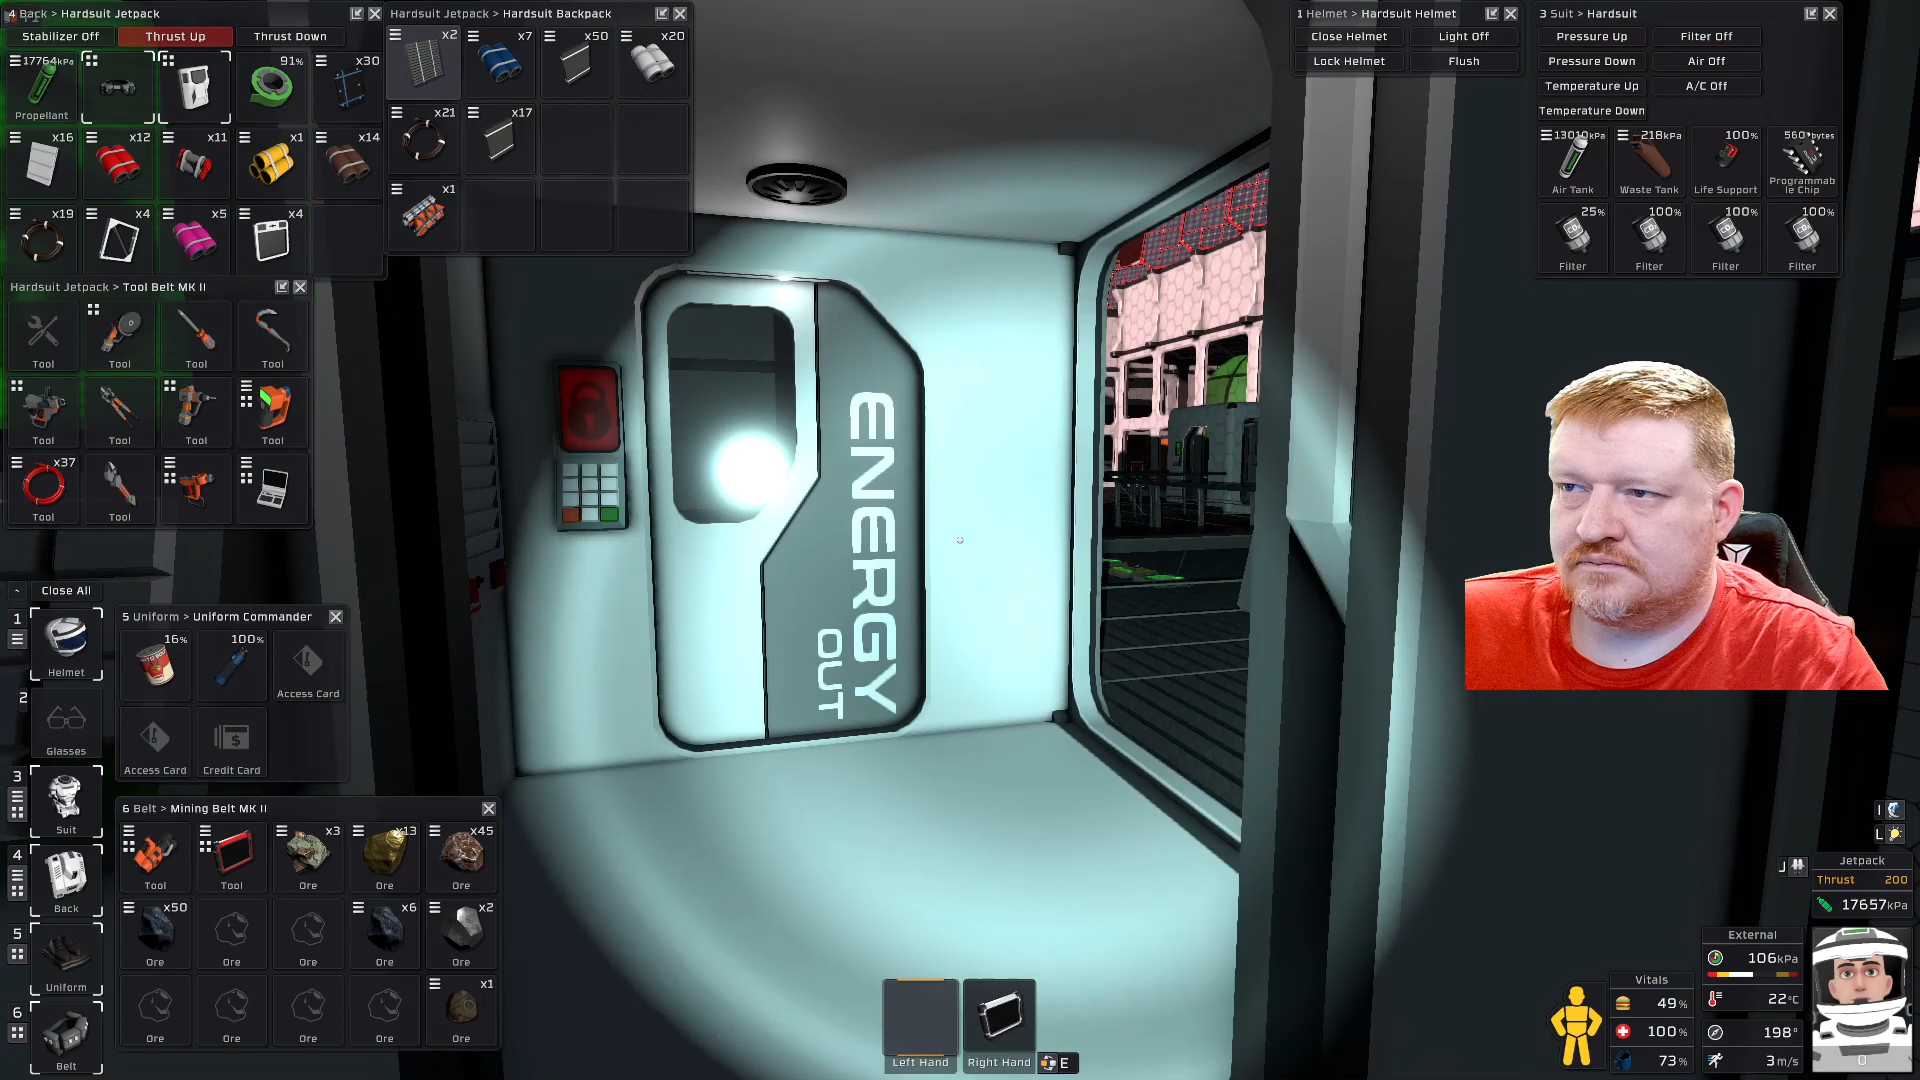 4 Back > Hardsuit Jetpack
Stabilizer Off
Thrust Up
Thrust Down
17764kPa
Propellant
91%
x30
x16
x12
x11
x1
x14
x19
x4
x5
x4
Hardsuit Jetpack > Hardsuit Backpack
x2
x7
x50
x20
x21
x17
x1
1 Helmet > Hardsuit Helmet
Close Helmet
Light Off
Lock Helmet
Flush
3 Suit > Hardsuit
Pressure Up
Filter Off
Pressure Down
Air Off
Temperature Up
A/C Off
Temperature Down
13010kPa
-218kPa
100%
560 bytes
Air Tank
Waste Tank
Life Support
Programmab
le Chip
25%
100%
100%
100%
Filter
Filter
Filter
Filter
Hardsuit Jetpack > Tool Belt MK II
Tool
Tool
Tool
Tool
Tool
Tool
Tool
Tool
x37
Tool
Tool
ENERGY
OUT
~
Close All
1
Helmet
2
Glasses
3
Suit
4
Back
5
Uniform
6
Belt
5 Uniform > Uniform Commander
16%
100%
Access Card
Access Card
Credit Card
6 Belt > Mining Belt MK II
x3
x13
x45
Tool
Tool
Ore
Ore
Ore
x50
x6
x2
Ore
Ore
Ore
Ore
Ore
x1
Ore
Ore
Ore
Ore
Ore
Left Hand
Right Hand
E
I
L
J
Jetpack
Thrust 200
17657kPa
External
106kPa
22°C
198°
3m/s
Vitals
49%
100%
73%
0